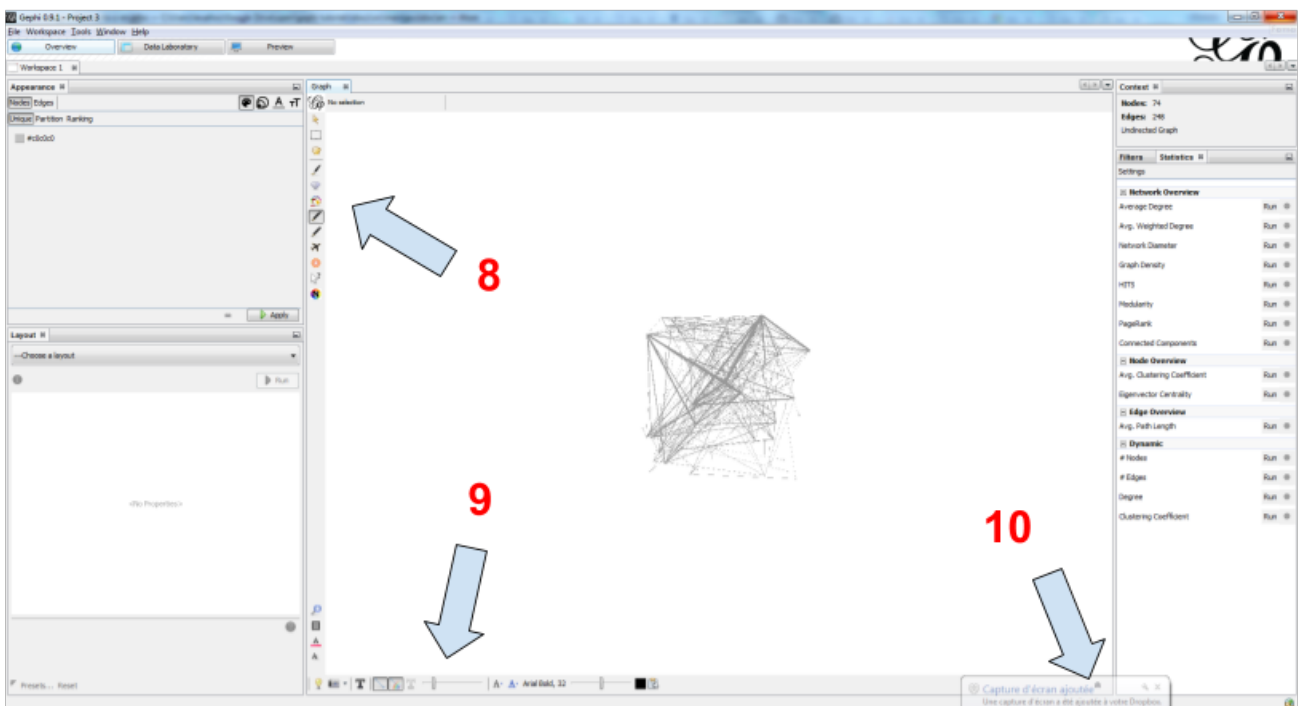 Gephi 0.9.1 - Project 3
File Workspace Tools Window Help
Overview Data Laboratory Preview
Workspace 1
Appearance
Nodes Edges
Unique Partition Ranking
#c0c0c0
Apply
Layout
---Choose a layout
Run
<No Properties>
Presets... Reset
Graph
No selection
8
9
10
Arial Bold, 32
Context
Nodes: 74
Edges: 248
Undirected Graph
Filters Statistics
Settings
Network Overview
Average Degree Run
Avg. Weighted Degree Run
Network Diameter Run
Graph Density Run
HITS Run
Modularity Run
PageRank Run
Connected Components Run
Node Overview
Avg. Clustering Coefficient Run
Eigenvector Centrality Run
Edge Overview
Avg. Path Length Run
Dynamic
# Nodes Run
# Edges Run
Degree Run
Clustering Coefficient Run
Capture d'écran ajoutée
Une capture d'écran a été ajoutée à votre Dropbox.